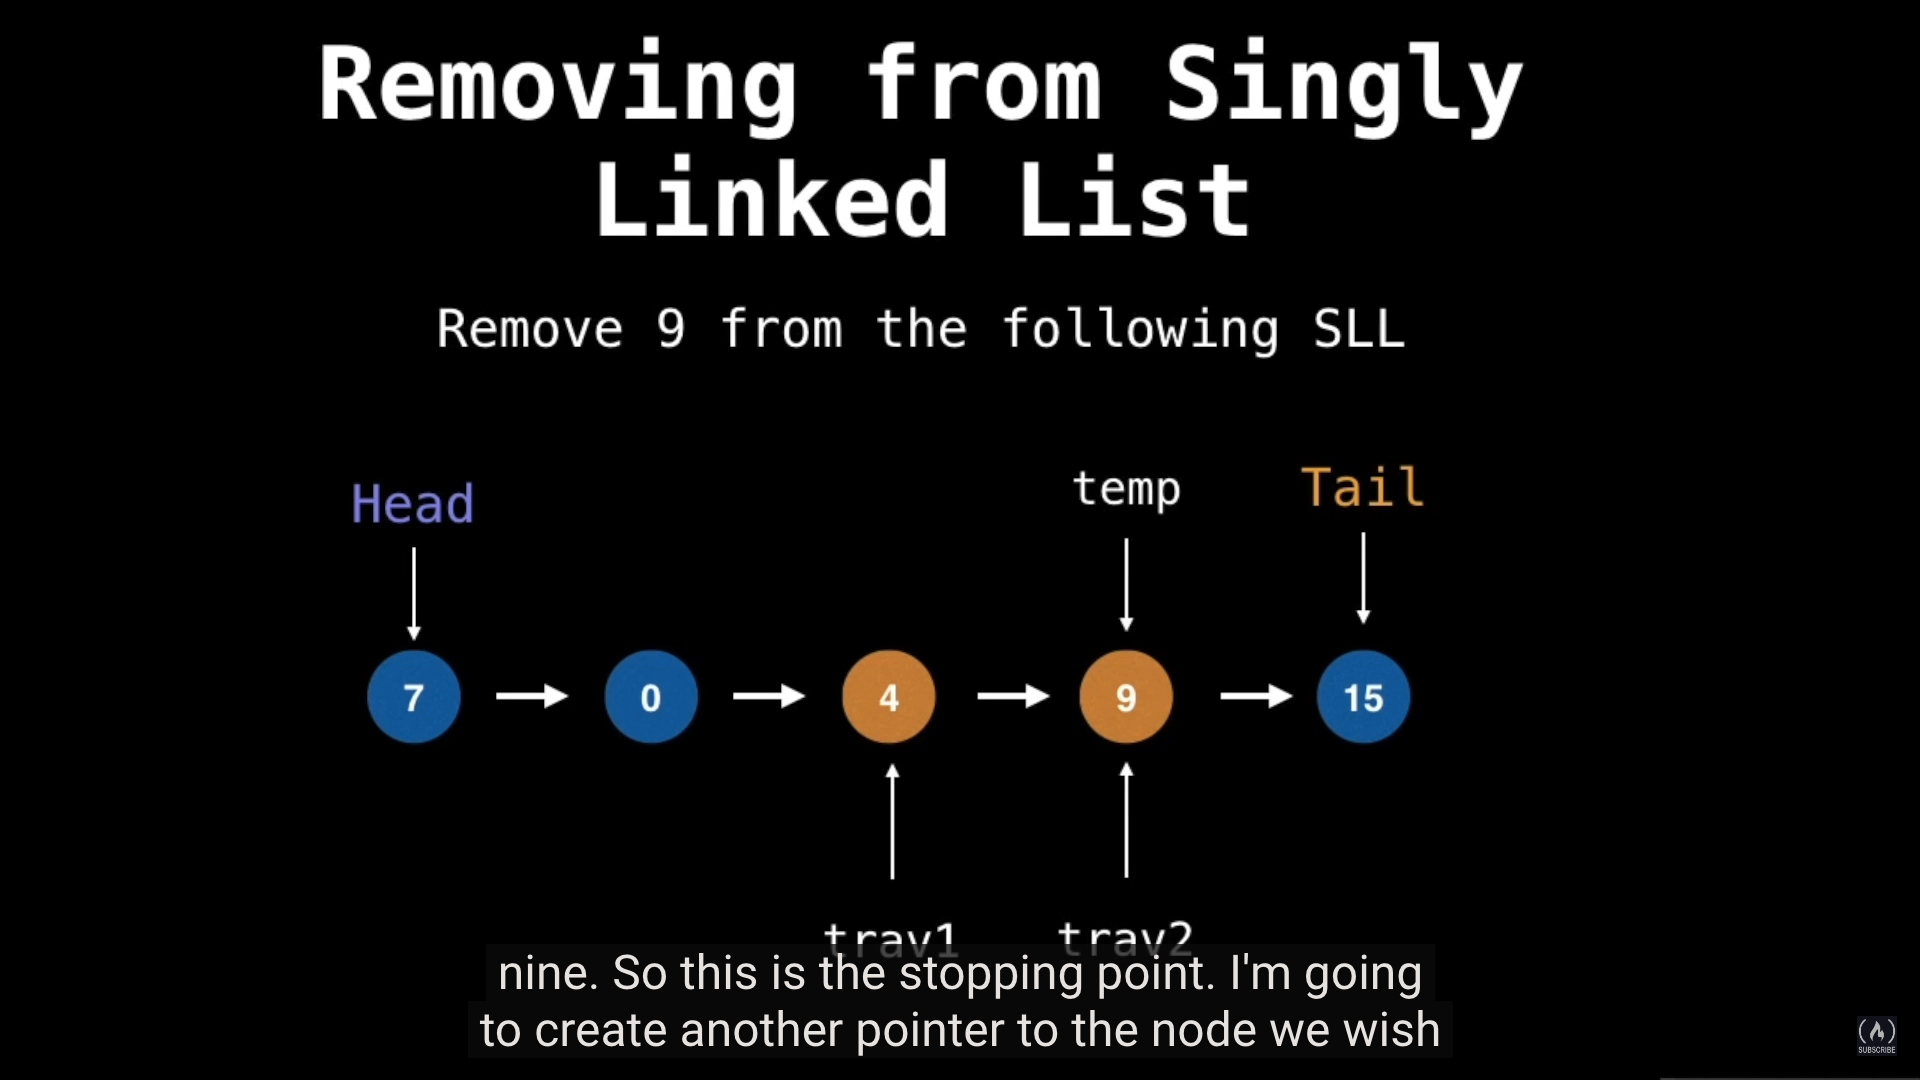 Removing from Singly
Linked List
Remove 9 from the following SLL
Head
temp
Tail
7
0
4
9
15
trav1
trav2
nine. So this is the stopping point. I'm going
to create another pointer to the node we wish
SUBSCRIBE